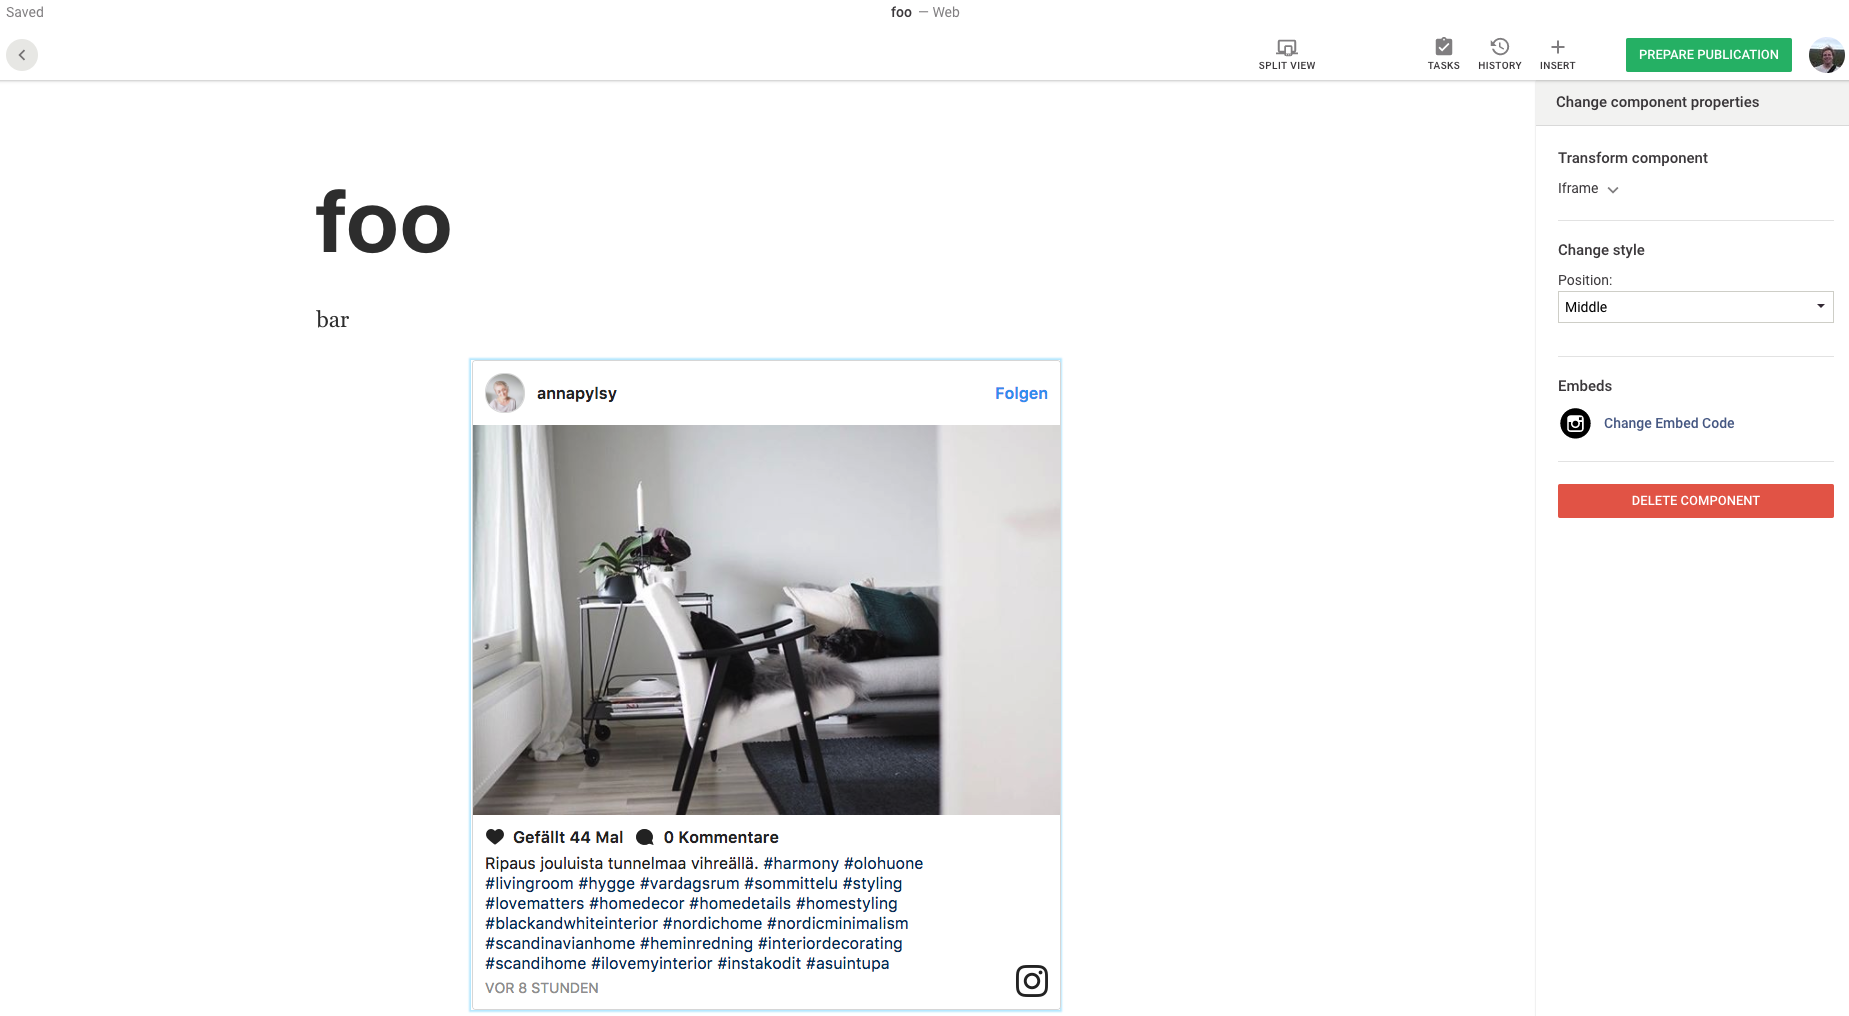 Saved
foo — Web
SPLIT VIEW
TASKS
HISTORY
INSERT
PREPARE PUBLICATION
foo
bar
annapylsy
Folgen
Gefällt 44 Mal 0 Kommentare
Ripaus jouluista tunnelmaa vihreällä. #harmony #olohuone
#livingroom #hygge #vardagsrum #sommittelu #styling
#lovematters #homedecor #homedetails #homestyling
#blackandwhiteinterior #nordichome #nordicminimalism
#scandinavianhome #heminredning #interiordecorating
#scandihome #ilovemyinterior #instakodit #asuintupa
VOR 8 STUNDEN
Change component properties
Transform component
Iframe
Change style
Position:
Middle
Embeds
Change Embed Code
DELETE COMPONENT